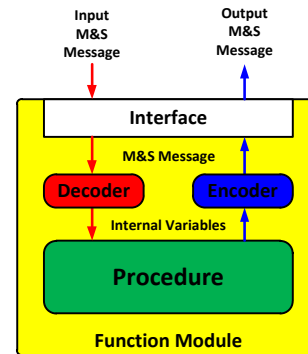 Input
M&S
Message
Output
M&S
Message
Interface
M&S Message
Decoder
Encoder
Internal Variables
Procedure
Function Module